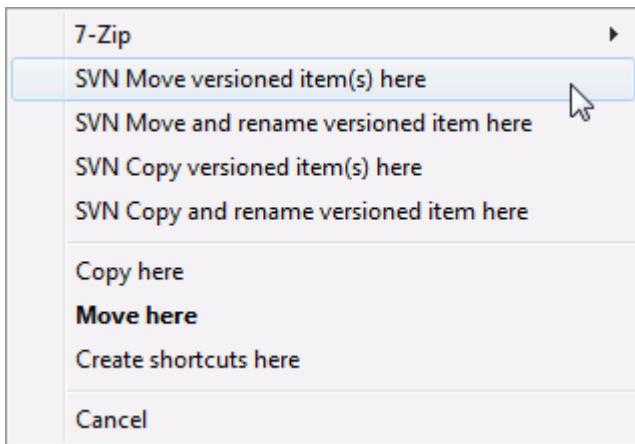 7-Zip
SVN Move versioned item(s) here
SVN Move and rename versioned item here
SVN Copy versioned item(s) here
SVN Copy and rename versioned item here
Copy here
Move here
Create shortcuts here
Cancel